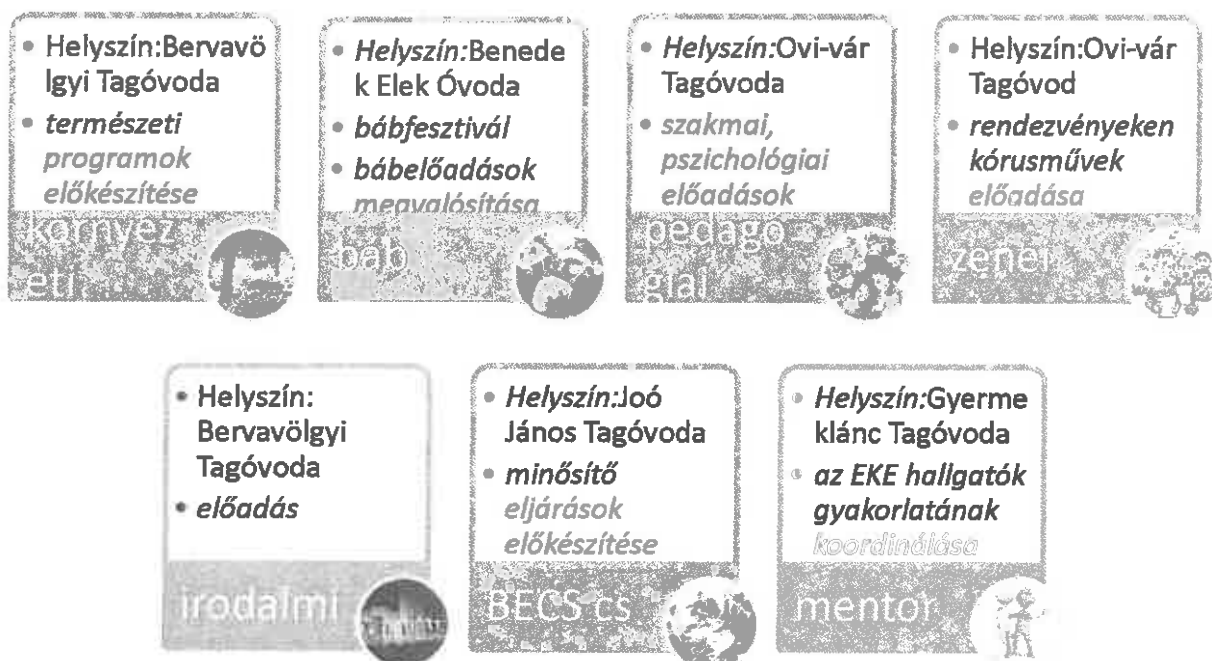 Helyszín:Bervavö
lgyi Tagóvoda
természeti
programok
előkészítése
környez
eti
Helyszín:Benede
k Elek Óvoda
bábfesztivál
bábelőadások
megvalósítása
báb
Helyszín:Ovi-vár
Tagóvoda
szakmai,
pszichológiai
előadások
pedagó
giai
Helyszín:Ovi-vár
Tagóvod
rendezvényeken
kórusművek
előadása
zenei
Helyszín:
Bervavölgyi
Tagóvoda
előadás
irodalmi
Helyszín:Joó
János Tagóvoda
minősítő
eljárások
előkészítése
BECS cs
Helyszín:Gyerme
klánc Tagóvoda
az EKE hallgatók
gyakorlatának
koordinálása
mentor